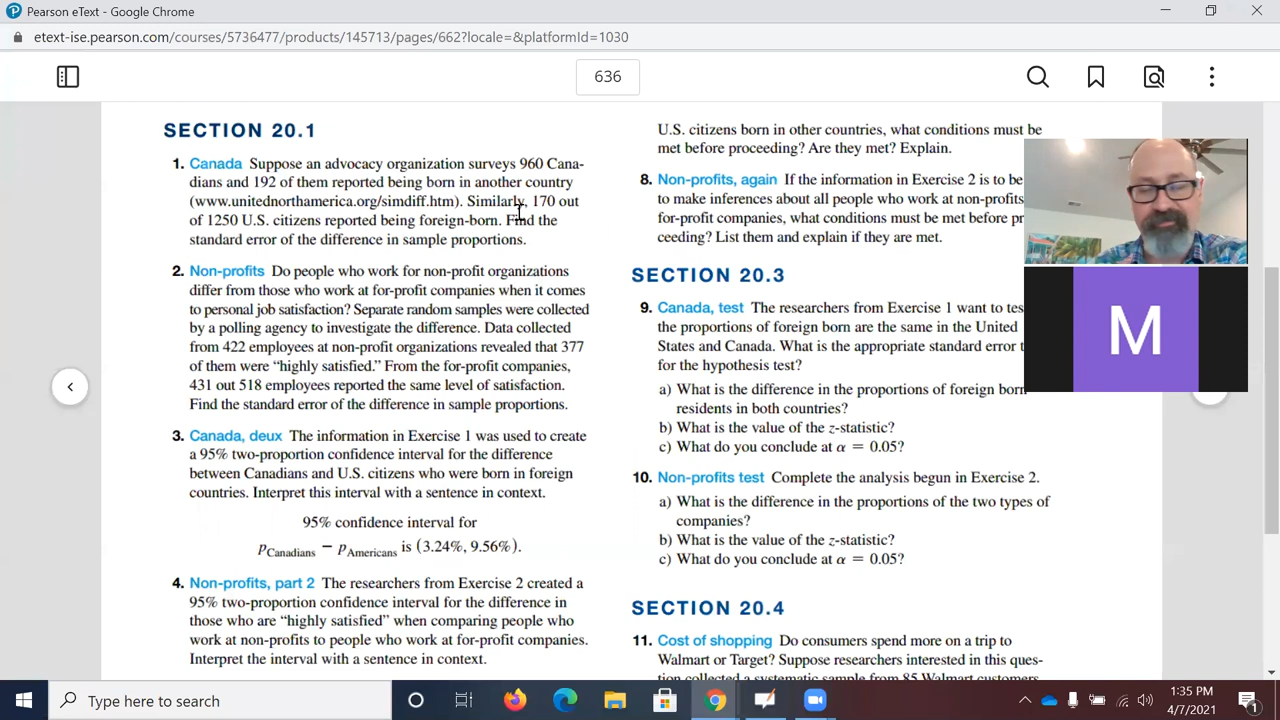 Pearson eText - Google Chrome
etext-ise.pearson.com/courses/5736477/products/145713/pages/662?locale=&platformId=1030
636
SECTION 20.1
1. Canada Suppose an advocacy organization surveys 960 Cana-
dians and 192 of them reported being born in another country
(www.unitednorthamerica.org/simdiff.htm). Similarly, 170 out
of 1250 U.S. citizens reported being foreign-born. Find the
standard error of the difference in sample proportions.
2. Non-profits Do people who work for non-profit organizations
differ from those who work at for-profit companies when it comes
to personal job satisfaction? Separate random samples were collected
by a polling agency to investigate the difference. Data collected
from 422 employees at non-profit organizations revealed that 377
of them were “highly satisfied.” From the for-profit companies,
431 out 518 employees reported the same level of satisfaction.
Find the standard error of the difference in sample proportions.
3. Canada, deux The information in Exercise 1 was used to create
a 95% two-proportion confidence interval for the difference
between Canadians and U.S. citizens who were born in foreign
countries. Interpret this interval with a sentence in context.
95% confidence interval for
pCanadians − pAmericans is (3.24%, 9.56%).
4. Non-profits, part 2 The researchers from Exercise 2 created a
95% two-proportion confidence interval for the difference in
those who are “highly satisfied” when comparing people who
work at non-profits to people who work at for-profit companies.
Interpret the interval with a sentence in context.
U.S. citizens born in other countries, what conditions must be
met before proceeding? Are they met? Explain.
8. Non-profits, again If the information in Exercise 2 is to be
to make inferences about all people who work at non-profits
for-profit companies, what conditions must be met before pr
ceeding? List them and explain if they are met.
SECTION 20.3
9. Canada, test The researchers from Exercise 1 want to tes
the proportions of foreign born are the same in the United
States and Canada. What is the appropriate standard error t
for the hypothesis test?
a) What is the difference in the proportions of foreign born
residents in both countries?
b) What is the value of the z-statistic?
c) What do you conclude at α = 0.05?
10. Non-profits test Complete the analysis begun in Exercise 2.
a) What is the difference in the proportions of the two types of
companies?
b) What is the value of the z-statistic?
c) What do you conclude at α = 0.05?
SECTION 20.4
11. Cost of shopping Do consumers spend more on a trip to
Walmart or Target? Suppose researchers interested in this ques-
tion collected a systematic sample from 85 Walmart customers
M
Type here to search
1:35 PM
4/7/2021
1